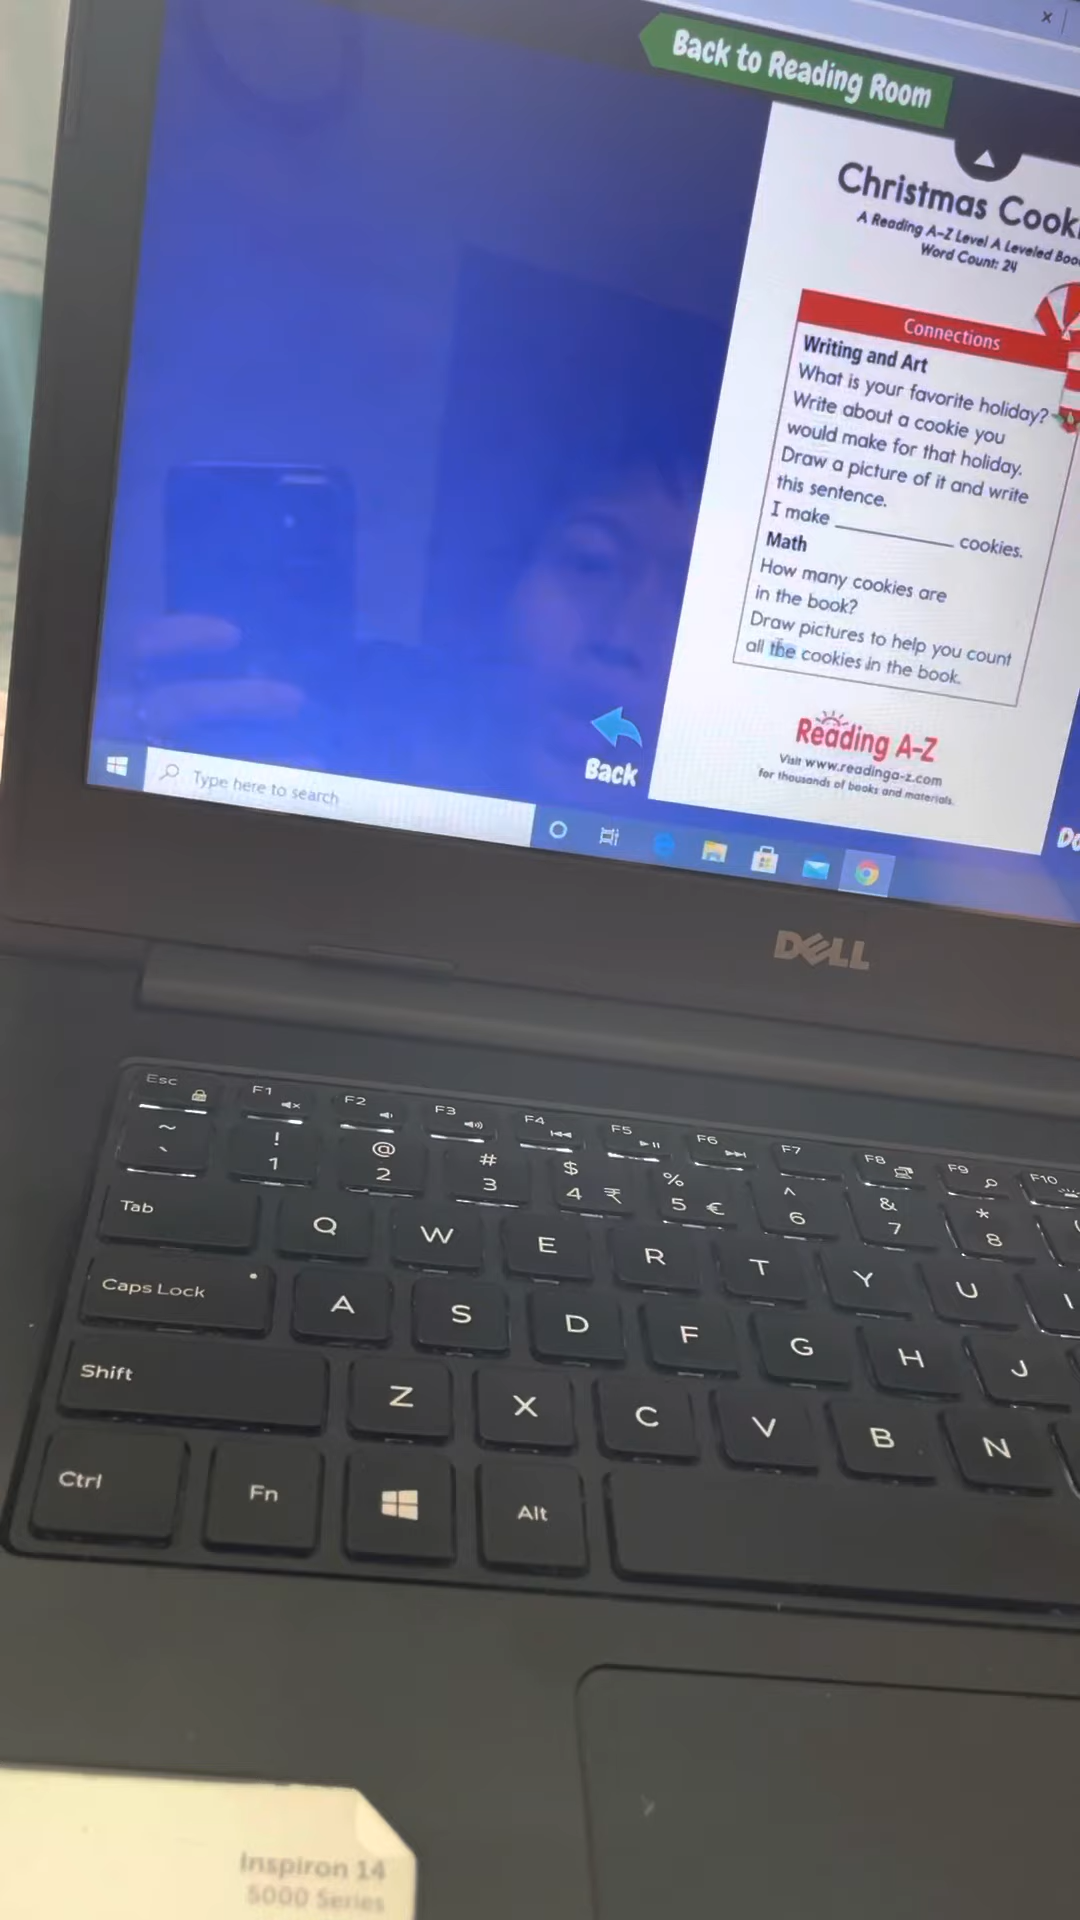 x
Back to Reading Room
Christmas Cook
A Reading A–Z Level A Leveled Boo
Word Count: 24
Connections
Writing and Art
What is your favorite holiday?
Write about a cookie you
would make for that holiday.
Draw a picture of it and write
this sentence.
I make __________ cookies.
Math
How many cookies are
in the book?
Draw pictures to help you count
all the cookies in the book.
Reading A–Z
Visit www.readinga-z.com
for thousands of books and materials.
Back
Do
Type here to search
DELL
Esc F1 F2 F3 F4 F5 F6 F7 F8 F9 F10
~ ! @ # $ % ^ & *
` 1 2 3 4 ₹ 5 € 6 7 8
Tab Q W E R T Y U I
Caps Lock A S D F G H J
Shift Z X C V B N
Ctrl Fn Alt
Inspiron 14
5000 Series